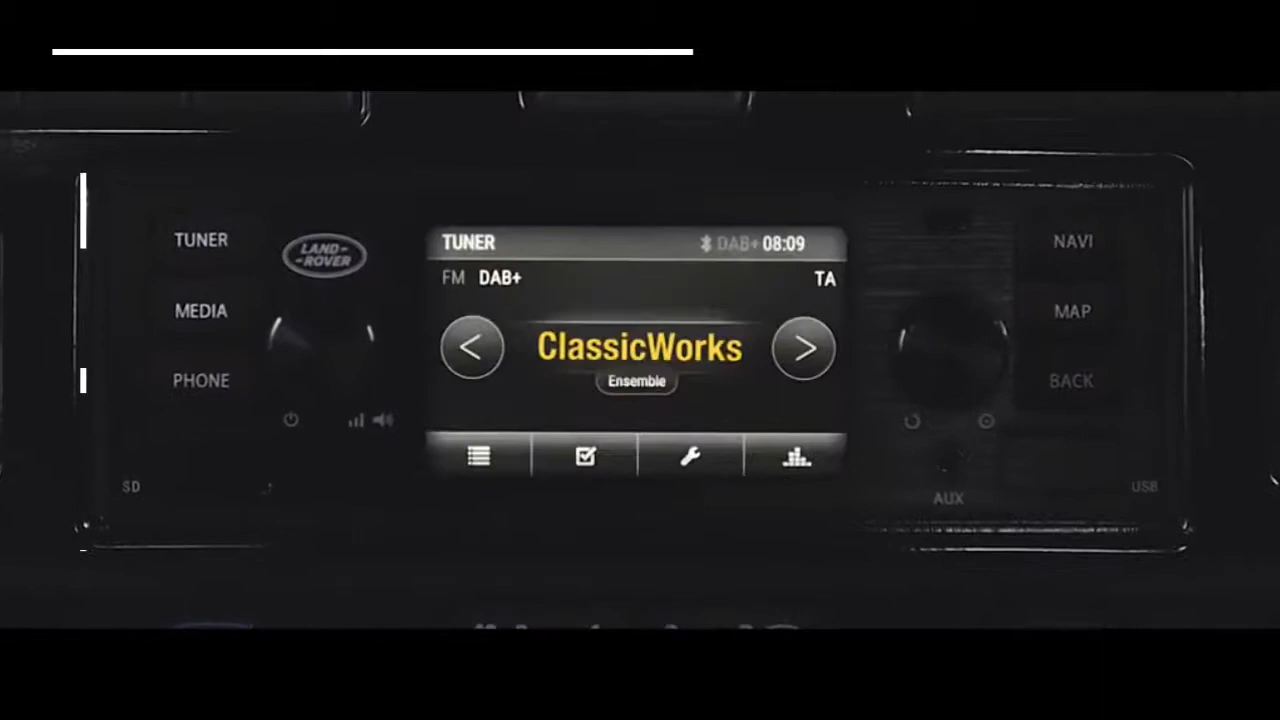 TUNER
LAND-
-ROVER
MEDIA
PHONE
SD
TUNER
DAB+ 08:09
FM DAB+
TA
<
ClassicWorks
>
Ensemble
NAVI
MAP
BACK
AUX
USB